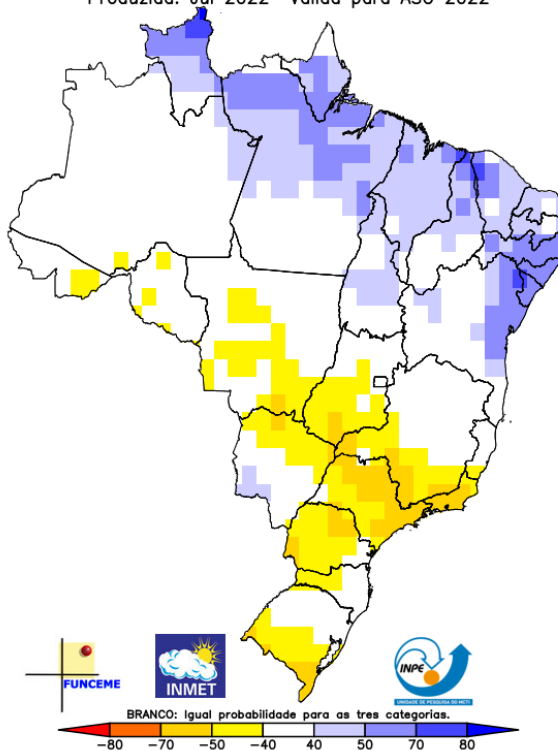 Produzida: Jul 2022 Válida para ASO 2022
FUNCEME
INMET
INPE
UNIDADE DE PESQUISA DO MCTI
BRANCO: Igual probabilidade para as tres categorias.
-80 -70 -50 -40 40 50 70 80